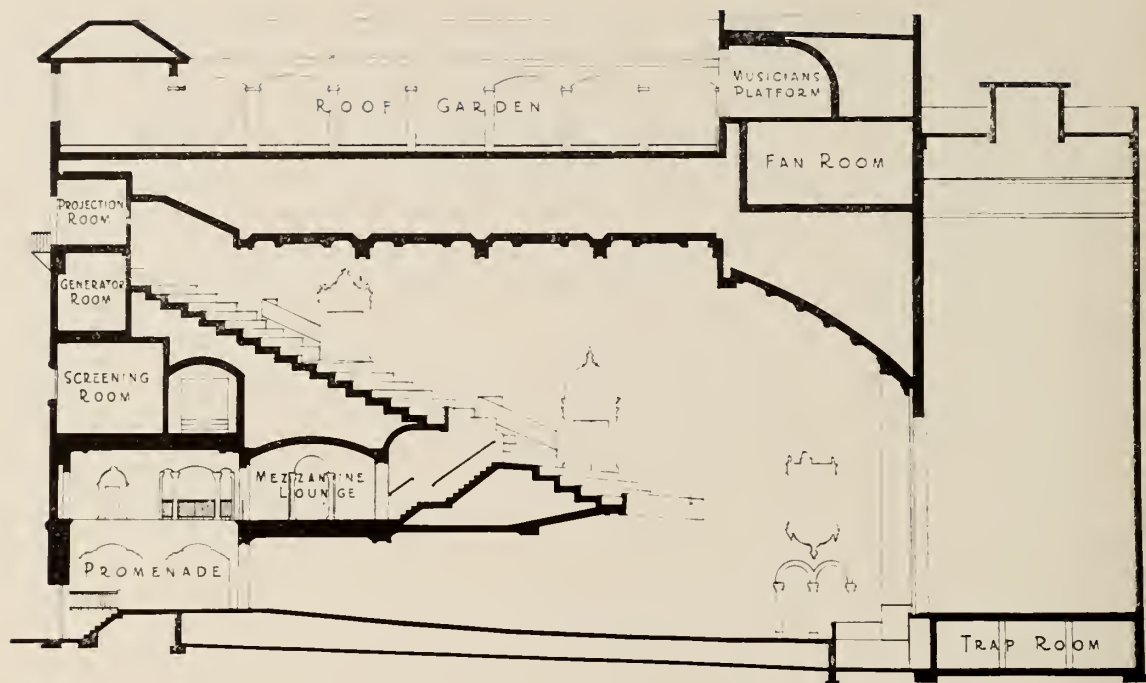 ROOF GARDEN
MUSICIANS
PLATFORM
FAN ROOM
PROJECTION
ROOM
GENERATOR
ROOM
SCREENING
ROOM
MEZZANINE
LOUNGE
PROMENADE
TRAP ROOM